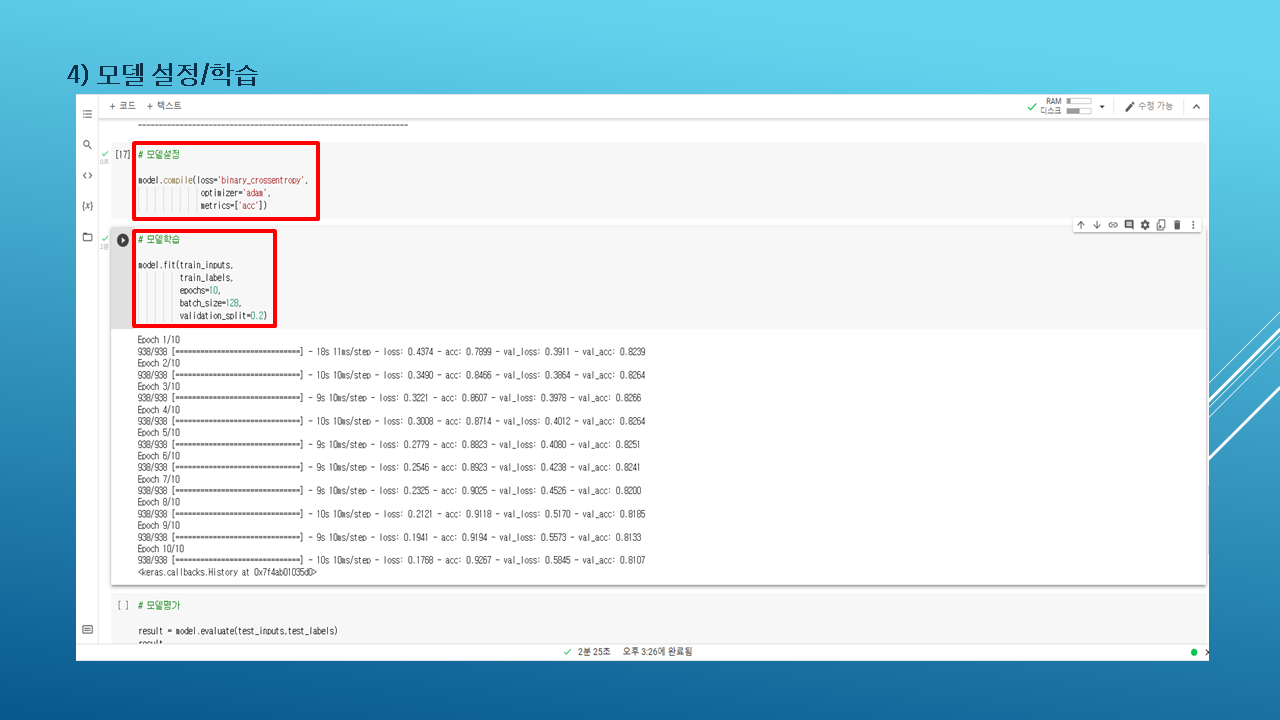 4) 모델 설정/학습
+ 코드 + 텍스트
RAM
디스크
수정 가능
[17] # 모델설정
model.compile(loss='binary_crossentropy',
optimizer='adam',
metrics=['acc'])
# 모델학습
model.fit(train_inputs,
train_labels,
epochs=10,
batch_size=128,
validation_split=0.2)
Epoch 1/10
938/938 [==============================] - 18s 11ms/step - loss: 0.4374 - acc: 0.7899 - val_loss: 0.3911 - val_acc: 0.8239
Epoch 2/10
938/938 [==============================] - 10s 10ms/step - loss: 0.3490 - acc: 0.8466 - val_loss: 0.3864 - val_acc: 0.8264
Epoch 3/10
938/938 [==============================] - 9s 10ms/step - loss: 0.3221 - acc: 0.8607 - val_loss: 0.3978 - val_acc: 0.8266
Epoch 4/10
938/938 [==============================] - 10s 10ms/step - loss: 0.3008 - acc: 0.8714 - val_loss: 0.4012 - val_acc: 0.8264
Epoch 5/10
938/938 [==============================] - 9s 10ms/step - loss: 0.2779 - acc: 0.8823 - val_loss: 0.4080 - val_acc: 0.8251
Epoch 6/10
938/938 [==============================] - 9s 10ms/step - loss: 0.2546 - acc: 0.8923 - val_loss: 0.4238 - val_acc: 0.8241
Epoch 7/10
938/938 [==============================] - 9s 10ms/step - loss: 0.2325 - acc: 0.9025 - val_loss: 0.4526 - val_acc: 0.8200
Epoch 8/10
938/938 [==============================] - 10s 10ms/step - loss: 0.2121 - acc: 0.9118 - val_loss: 0.5170 - val_acc: 0.8185
Epoch 9/10
938/938 [==============================] - 9s 10ms/step - loss: 0.1941 - acc: 0.9194 - val_loss: 0.5573 - val_acc: 0.8133
Epoch 10/10
938/938 [==============================] - 10s 10ms/step - loss: 0.1768 - acc: 0.9267 - val_loss: 0.5845 - val_acc: 0.8107
<keras.callbacks.History at 0x7f4ab01035d0>
[ ] # 모델평가
result = model.evaluate(test_inputs,test_labels)
result
2분 25초 오후 3:26에 완료됨